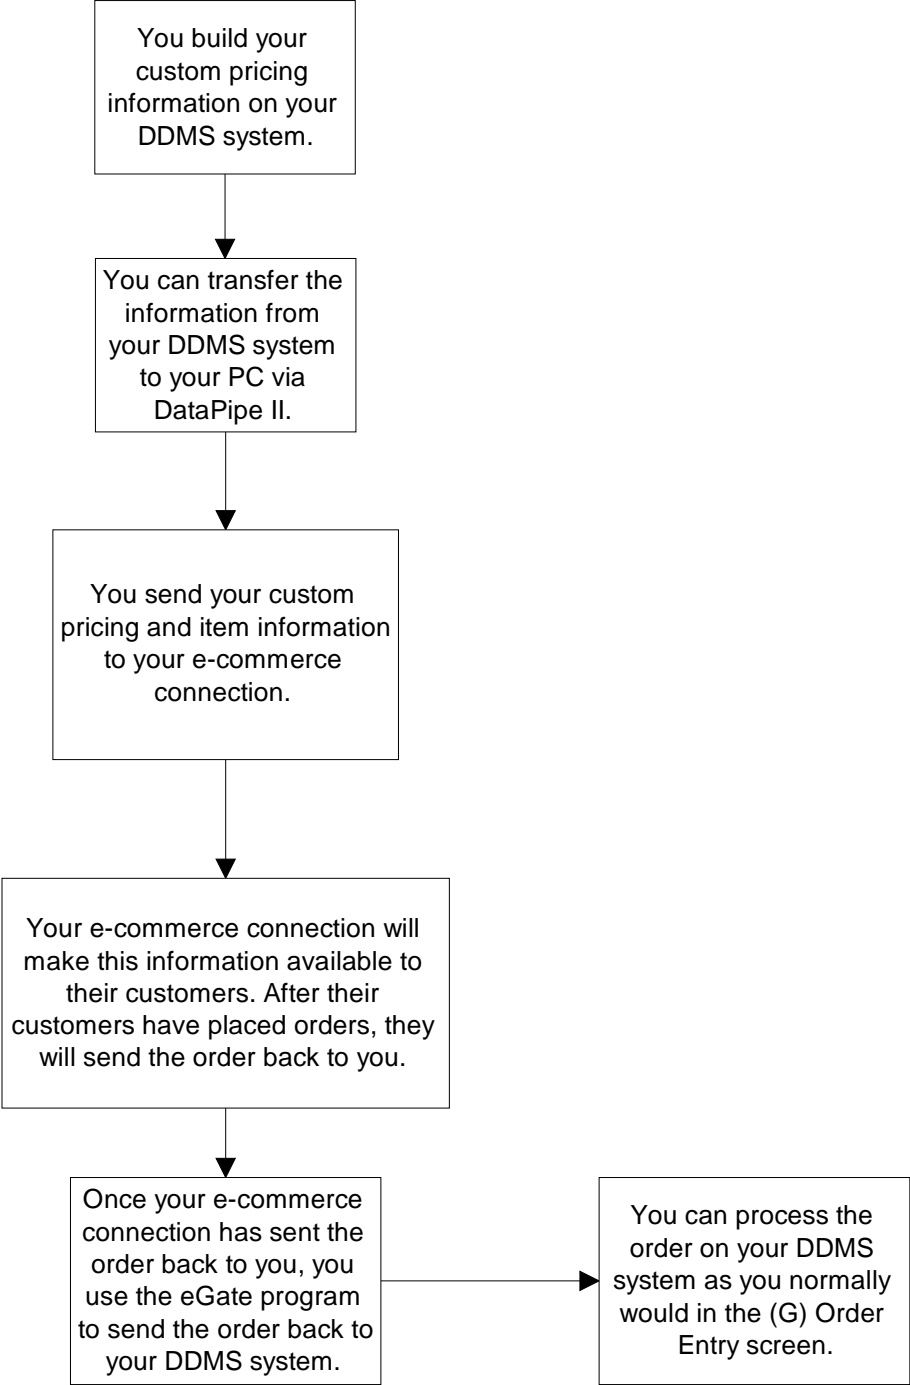 You build your
custom pricing
information on your
DDMS system.
You can transfer the
information from
your DDMS system
to your PC via
DataPipe II.
You send your custom
pricing and item information
to your e-commerce
connection.
Your e-commerce connection will
make this information available to
their customers. After their
customers have placed orders, they
will send the order back to you.
Once your e-commerce
connection has sent the
order back to you, you
use the eGate program
to send the order back to
your DDMS system.
You can process the
order on your DDMS
system as you normally
would in the (G) Order
Entry screen.